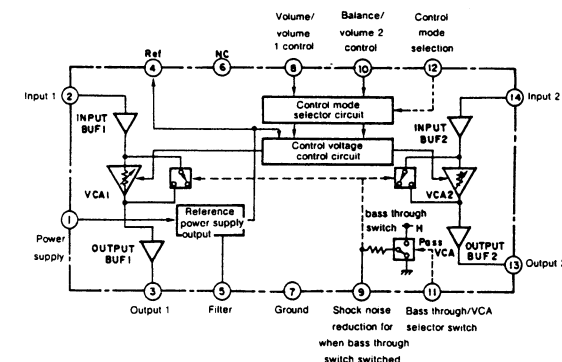 Volume/
volume
1 control
Balance/
volume 2
control
Control
mode
selection
Ref
NC
4
6
8
10
12
Input 1
2
14
Input 2
Control mode
selector circuit
INPUT
BUF1
INPUT
BUF2
Control voltage
control circuit
VCA1
VCA2
1
Power
supply
Reference
power supply
output
bass through
switch
H
Pass
VCA
OUTPUT
BUF1
OUTPUT
BUF2
13
Output 2
3
5
7
9
11
Output 1
Filter
Ground
Shock noise
reduction for
when bass through
switch switched
Bass through/VCA
selector switch